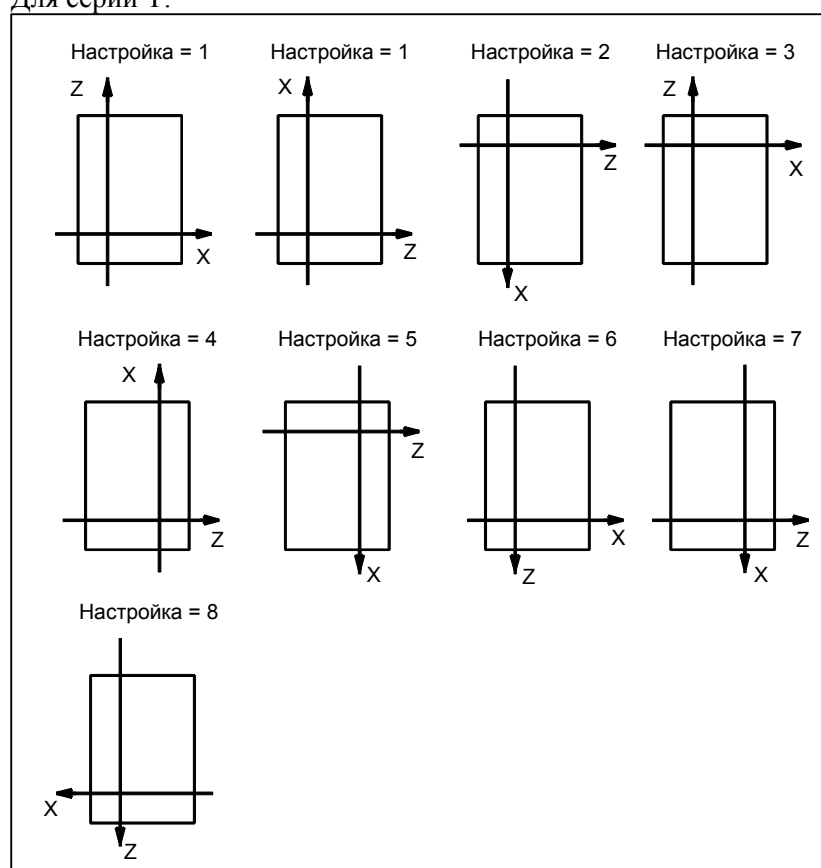 Для серии T:
Настройка = 1 Настройка = 1 Настройка = 2 Настройка = 3
Z X Z
Z X
X Z
X
Настройка = 4 Настройка = 5 Настройка = 6 Настройка = 7
X
Z
Z X Z
X Z X
Настройка = 8
X
Z